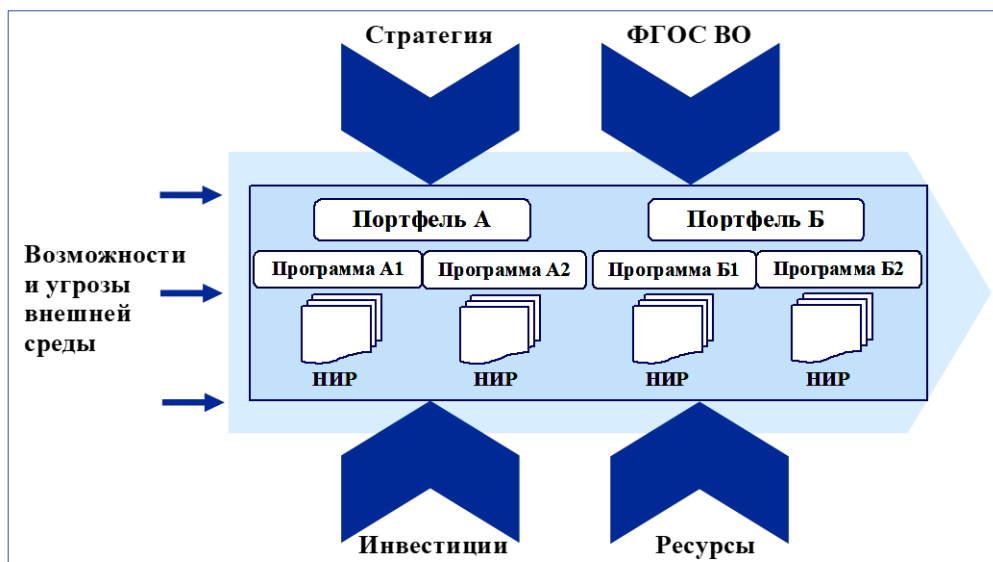 Стратегия
ФГОС ВО
Портфель А
Портфель Б
Возможности
и угрозы
внешней
среды
Программа А1
Программа А2
Программа Б1
Программа Б2
НИР
НИР
НИР
НИР
Инвестиции
Ресурсы